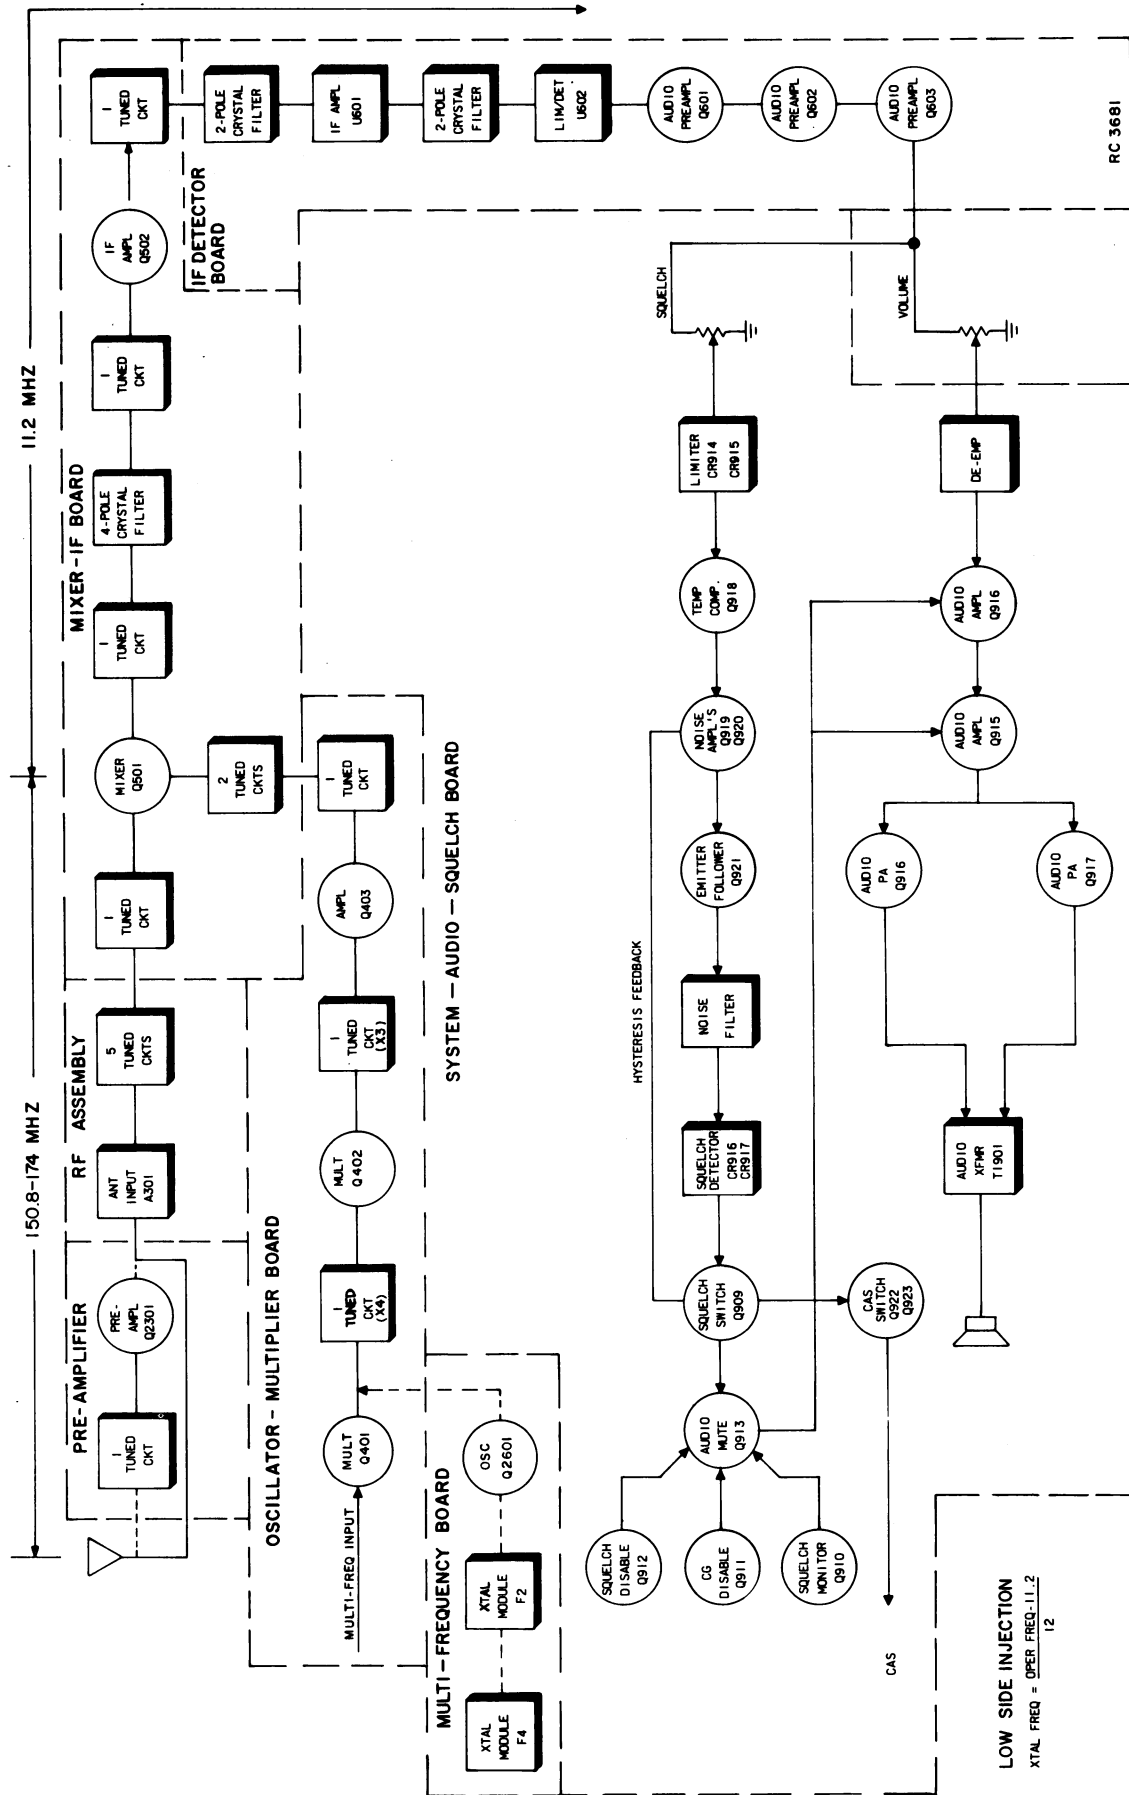 150.8-174 MHZ
11.2 MHZ
PRE-AMPLIFIER
1
TUNED
CKT
PRE-
AMPL
Q2301
RF ASSEMBLY
ANT
INPUT
A301
5
TUNED
CKTS
MIXER-IF BOARD
1
TUNED
CKT
MIXER
Q501
1
TUNED
CKT
4-POLE
CRYSTAL
FILTER
1
TUNED
CKT
IF
AMPL
Q502
1
TUNED
CKT
2
TUNED
CKTS
IF DETECTOR
BOARD
2-POLE
CRYSTAL
FILTER
IF AMPL
U601
2-POLE
CRYSTAL
FILTER
LIM/DET
U602
AUDIO
PREAMPL
Q601
AUDIO
PREAMPL
Q602
AUDIO
PREAMPL
Q603
RC 3681
OSCILLATOR-MULTIPLIER BOARD
MULTI-FREQ INPUT
MULT
Q401
1
TUNED
CKT
(X4)
MULT
Q402
1
TUNED
CKT
(X3)
AMPL
Q403
1
TUNED
CKT
MULTI-FREQUENCY BOARD
XTAL
MODULE
F4
XTAL
MODULE
F2
OSC
Q2601
SYSTEM-AUDIO-SQUELCH BOARD
SQUELCH
VOLUME
LIMITER
CR914
CR915
TEMP
COMP.
Q918
NOISE
AMPL'S
Q919
Q920
EMITTER
FOLLOWER
Q921
NOISE
FILTER
SQUELCH
DETECTOR
CR916
CR917
SQUELCH
SWITCH
Q909
HYSTERESIS FEEDBACK
AUDIO
MUTE
Q913
SQUELCH
DISABLE
Q912
CG
DISABLE
Q911
SQUELCH
MONITOR
Q910
CAS
SWITCH
Q922
Q923
CAS
DE-EMP
AUDIO
AMPL
Q916
AUDIO
AMPL
Q915
AUDIO
PA
Q916
AUDIO
PA
Q917
AUDIO
XFMR
T1901
LOW SIDE INJECTION
XTAL FREQ = OPER FREQ-11.2
12